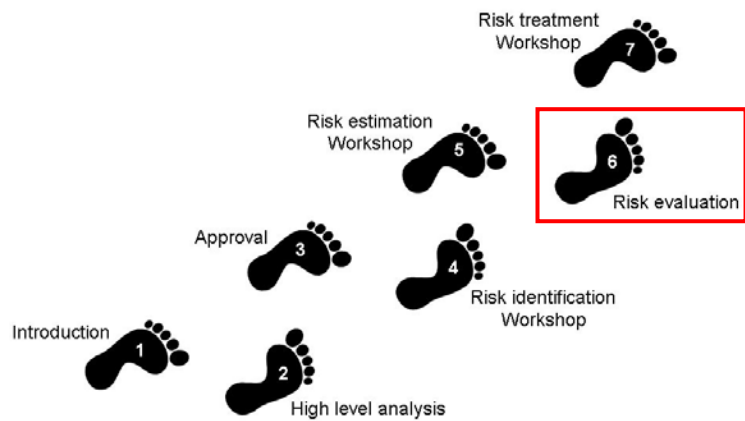 Introduction
1
2
High level analysis
Approval
3
4
Risk identification
Workshop
Risk estimation
Workshop
5
6
Risk evaluation
Risk treatment
Workshop
7